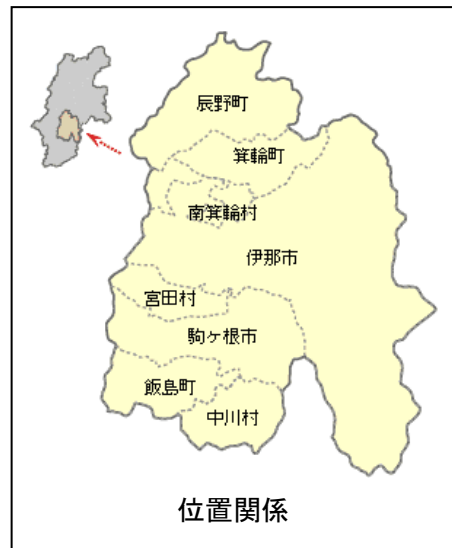 辰野町
箕輪町
南箕輪村
伊那市
宮田村
駒ヶ根市
飯島町
中川村
位置関係